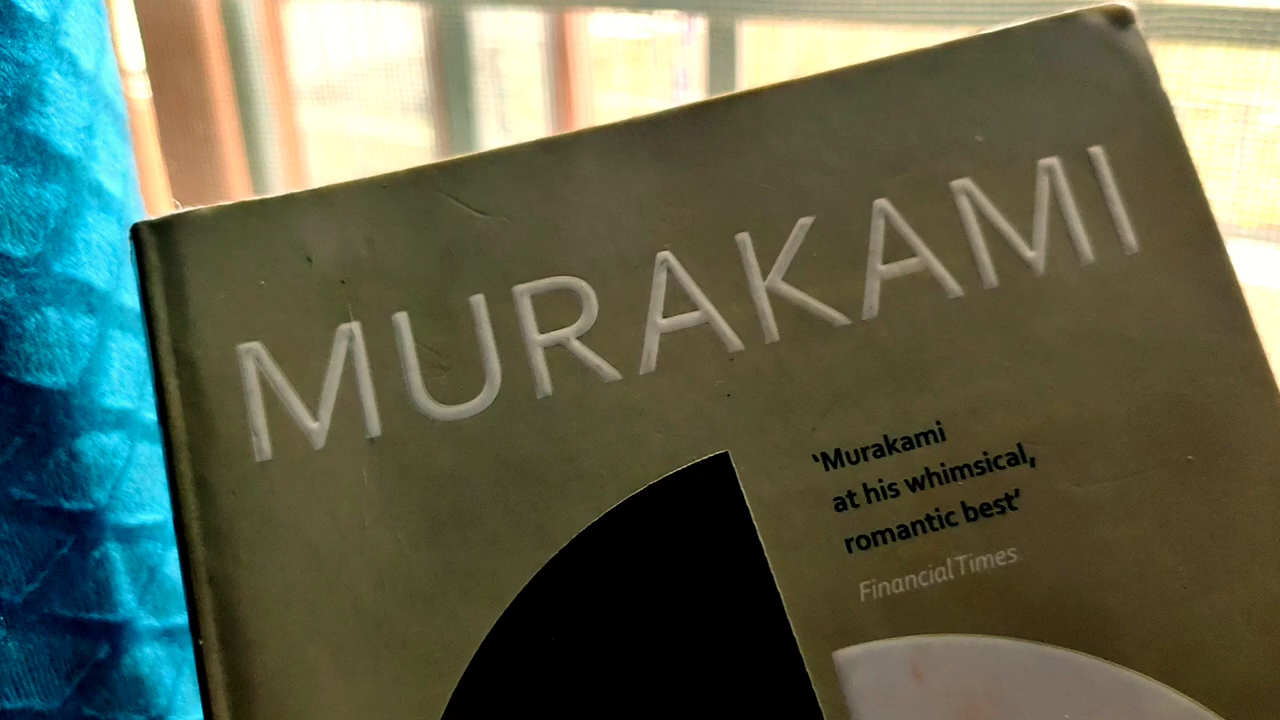 MURAKAMI
‘Murakami
at his whimsical,
romantic best’
Financial Times